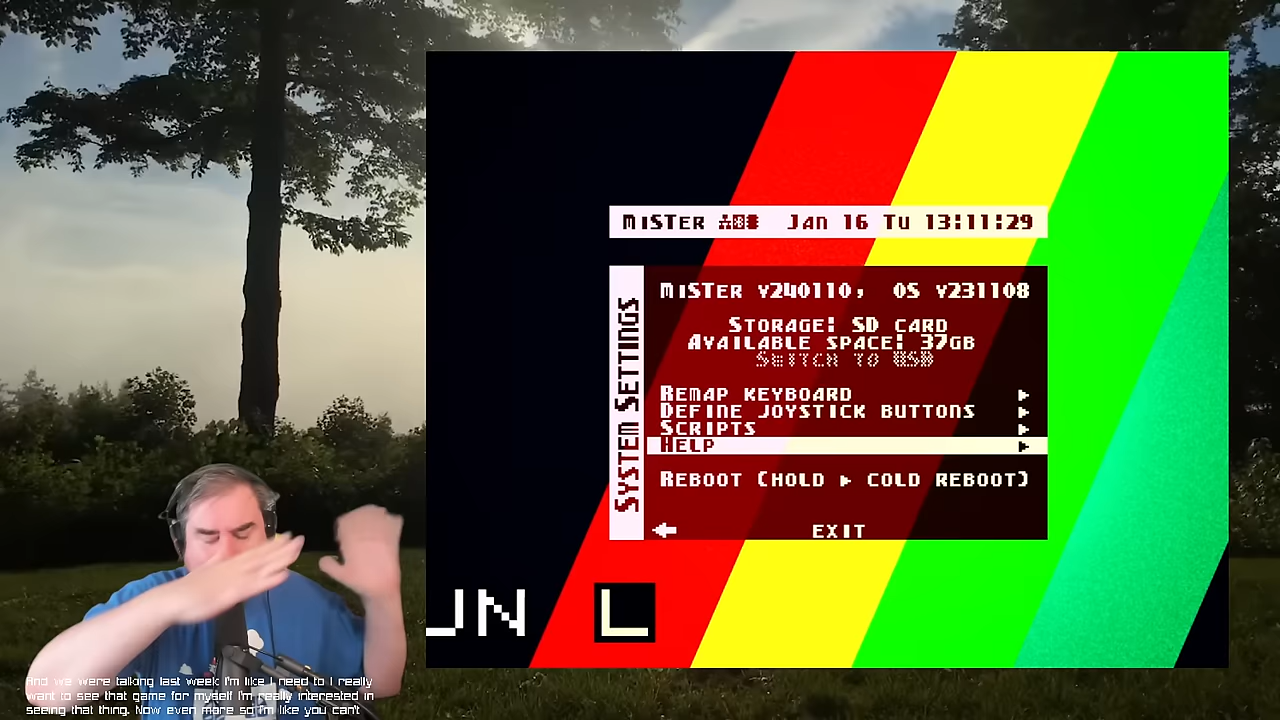 MiSTer Jan 16 Tu 13:11:29
System Settings
MiSTer v240110, OS v231108
Storage: SD card
Available space: 37GB
Switch to USB
Remap keyboard
Define joystick buttons
Scripts
Help
Reboot (hold ▸ cold reboot)
exit
L
And we were talking last week I'm like I need to I really
want to see that game for myself I'm really interested in
seeing that thing. Now even more so I'm like you can't